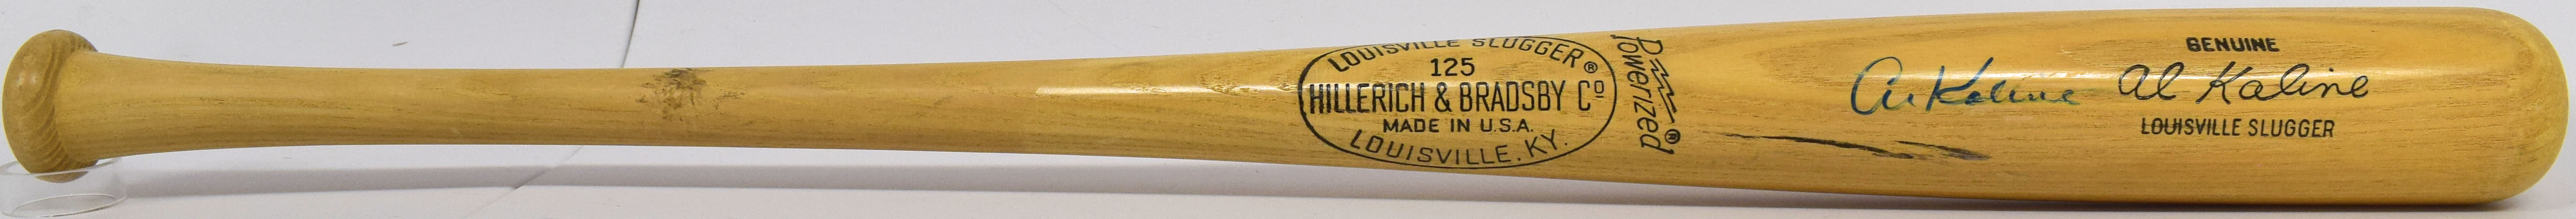 LOUISVILLE SLUGGER®
125
HILLERICH & BRADSBY Cº
MADE IN U.S.A.
LOUISVILLE, KY.
Powerized®
Al Kaline
GENUINE
Al Kaline
LOUISVILLE SLUGGER